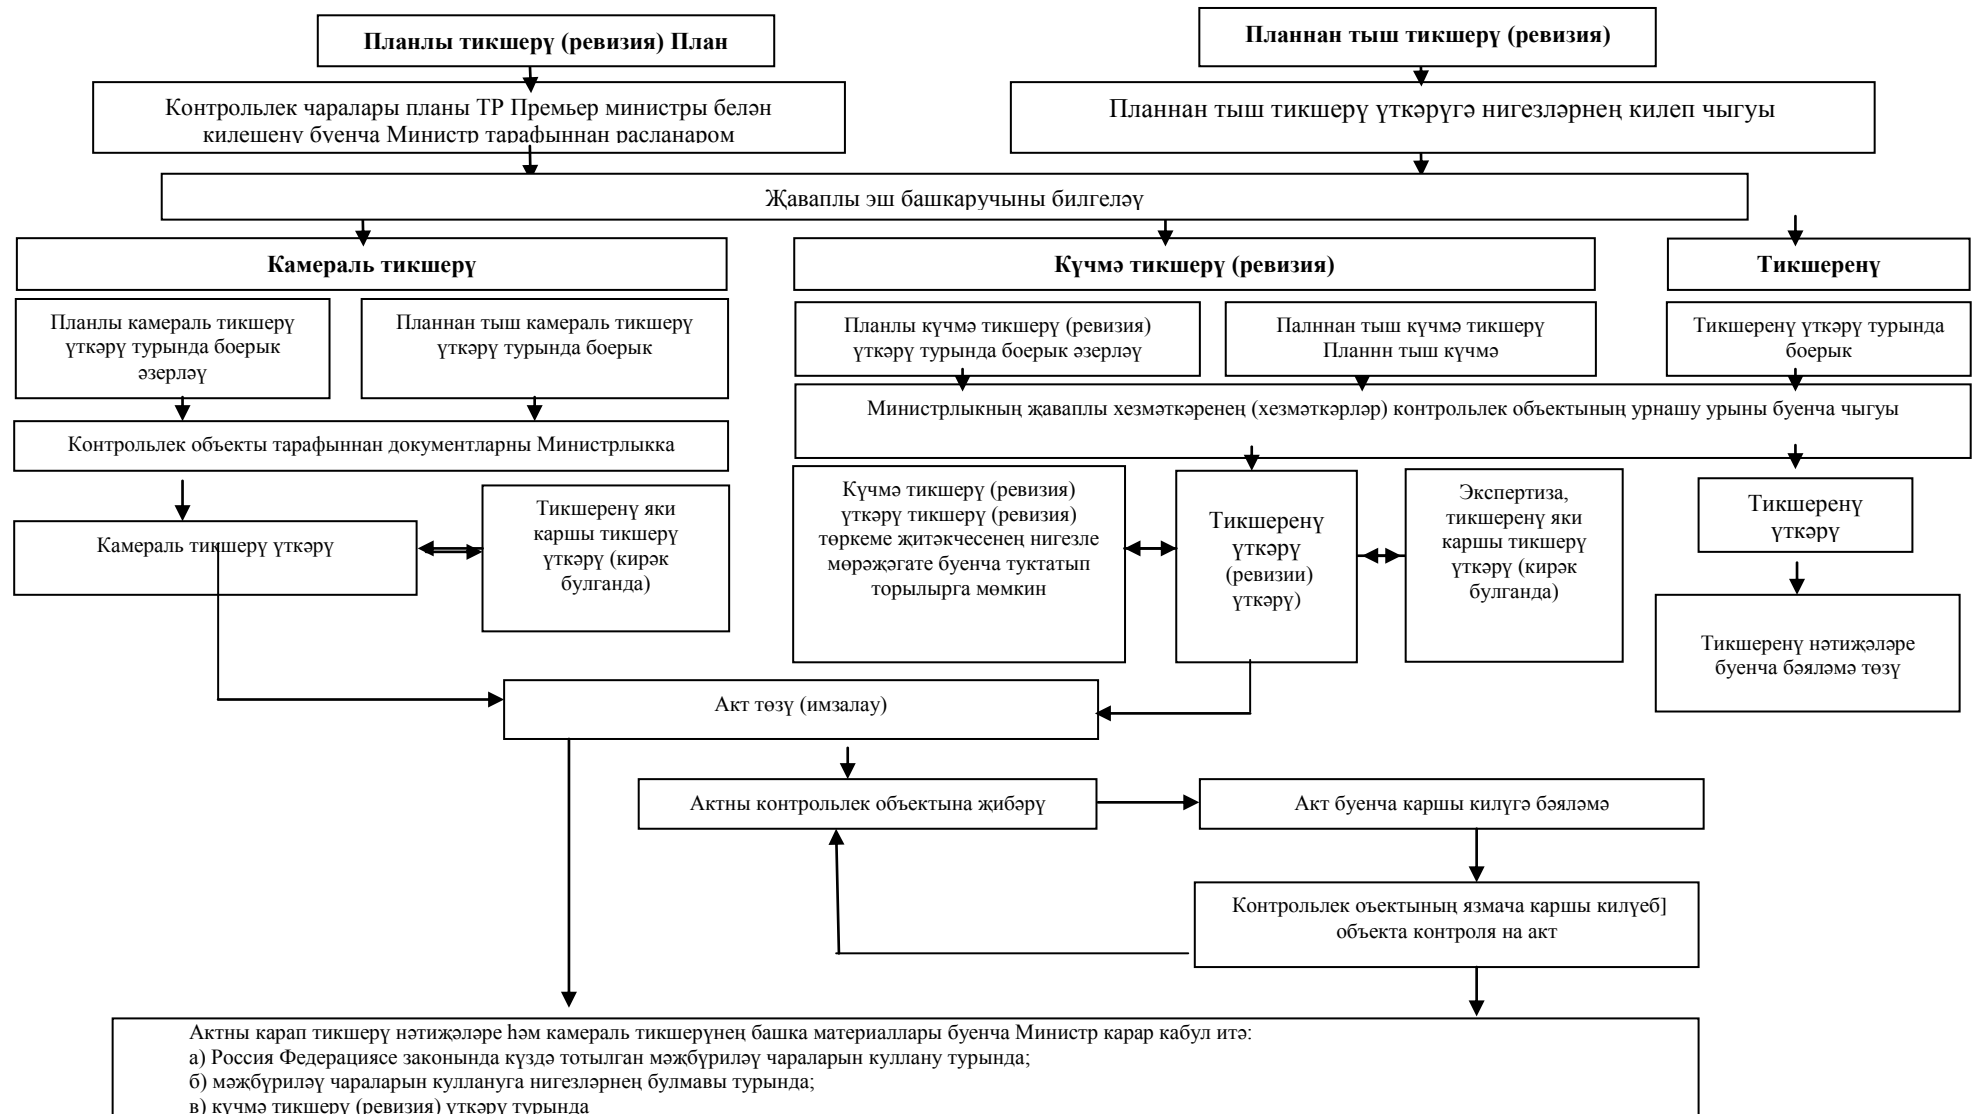 Планлы тикшерү (ревизия) План
Планнан тыш тикшерү (ревизия)
Контрольлек чаралары планы ТР Премьер министры белән
килешенү буенча Министр тарафыннан расланаром
Планнан тыш тикшерү үткәрүгә нигезләрнең килеп чыгуы
Җаваплы эш башкаручыны билгеләү
Камераль тикшерү
Күчмә тикшерү (ревизия)
Тикшеренү
Планлы камераль тикшерү
үткәрү турында боерык
әзерләү
Планнан тыш камераль тикшерү
үткәрү турында боерык
Планлы күчмә тикшерү (ревизия)
үткәрү турында боерык әзерләү
Палннан тыш күчмә тикшерү
Планнн тыш күчмә
Тикшеренү үткәрү турында
боерык
Министрлыкның җаваплы хезмәткәренең (хезмәткәрләр) контрольлек объектының урнашу урыны буенча чыгуы
Контрольлек объекты тарафыннан документларны Министрлыкка
Камераль тикшерү үткәрү
Тикшеренү яки
каршы тикшерү
үткәрү (кирәк
булганда)
Күчмә тикшерү (ревизия)
үткәрү тикшерү (ревизия)
төркеме җитәкчесенең нигезле
мөрәҗәгате буенча туктатып
торылырга мөмкин
Тикшеренү
үткәрү
(ревизии)
үткәрү)
Экспертиза,
тикшеренү яки
каршы тикшерү
үткәрү (кирәк
булганда)
Тикшеренү
үткәрү
Тикшеренү нәтиҗәләре
буенча бәяләмә төзү
Акт төзү (имзалау)
Актны контрольлек объектына җибәрү
Акт буенча каршы килүгә бәяләмә
Контрольлек оъектының язмача каршы килүеб]
объекта контроля на акт
Актны карап тикшерү нәтиҗәләре һәм камераль тикшерүнең башка материаллары буенча Министр карар кабул итә:
а) Россия Федерациясе законында күздә тотылган мәҗбүриләү чараларын куллану турында;
б) мәҗбүриләү чараларын куллануга нигезләрнең булмавы турында;
в) күчмә тикшерү (ревизия) үткәрү турында